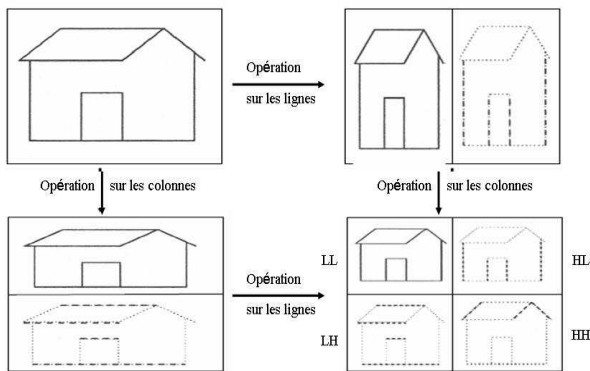 Opération
sur les lignes
Opération sur les colonnes
Opération sur les colonnes
LL
HL
Opération
sur les lignes
LH
HH